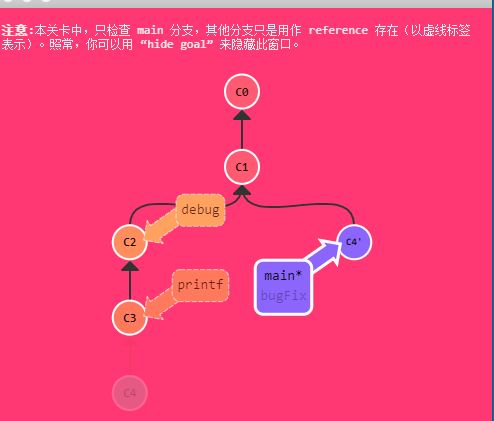 注意:本关卡中，只检查 main 分支，其他分支只是用作 reference 存在（以虚线标签
表示）。照常，你可以用 “hide goal” 来隐藏此窗口。
C0
C1
debug
C2
C4'
main*
bugFix
printf
C3
C4